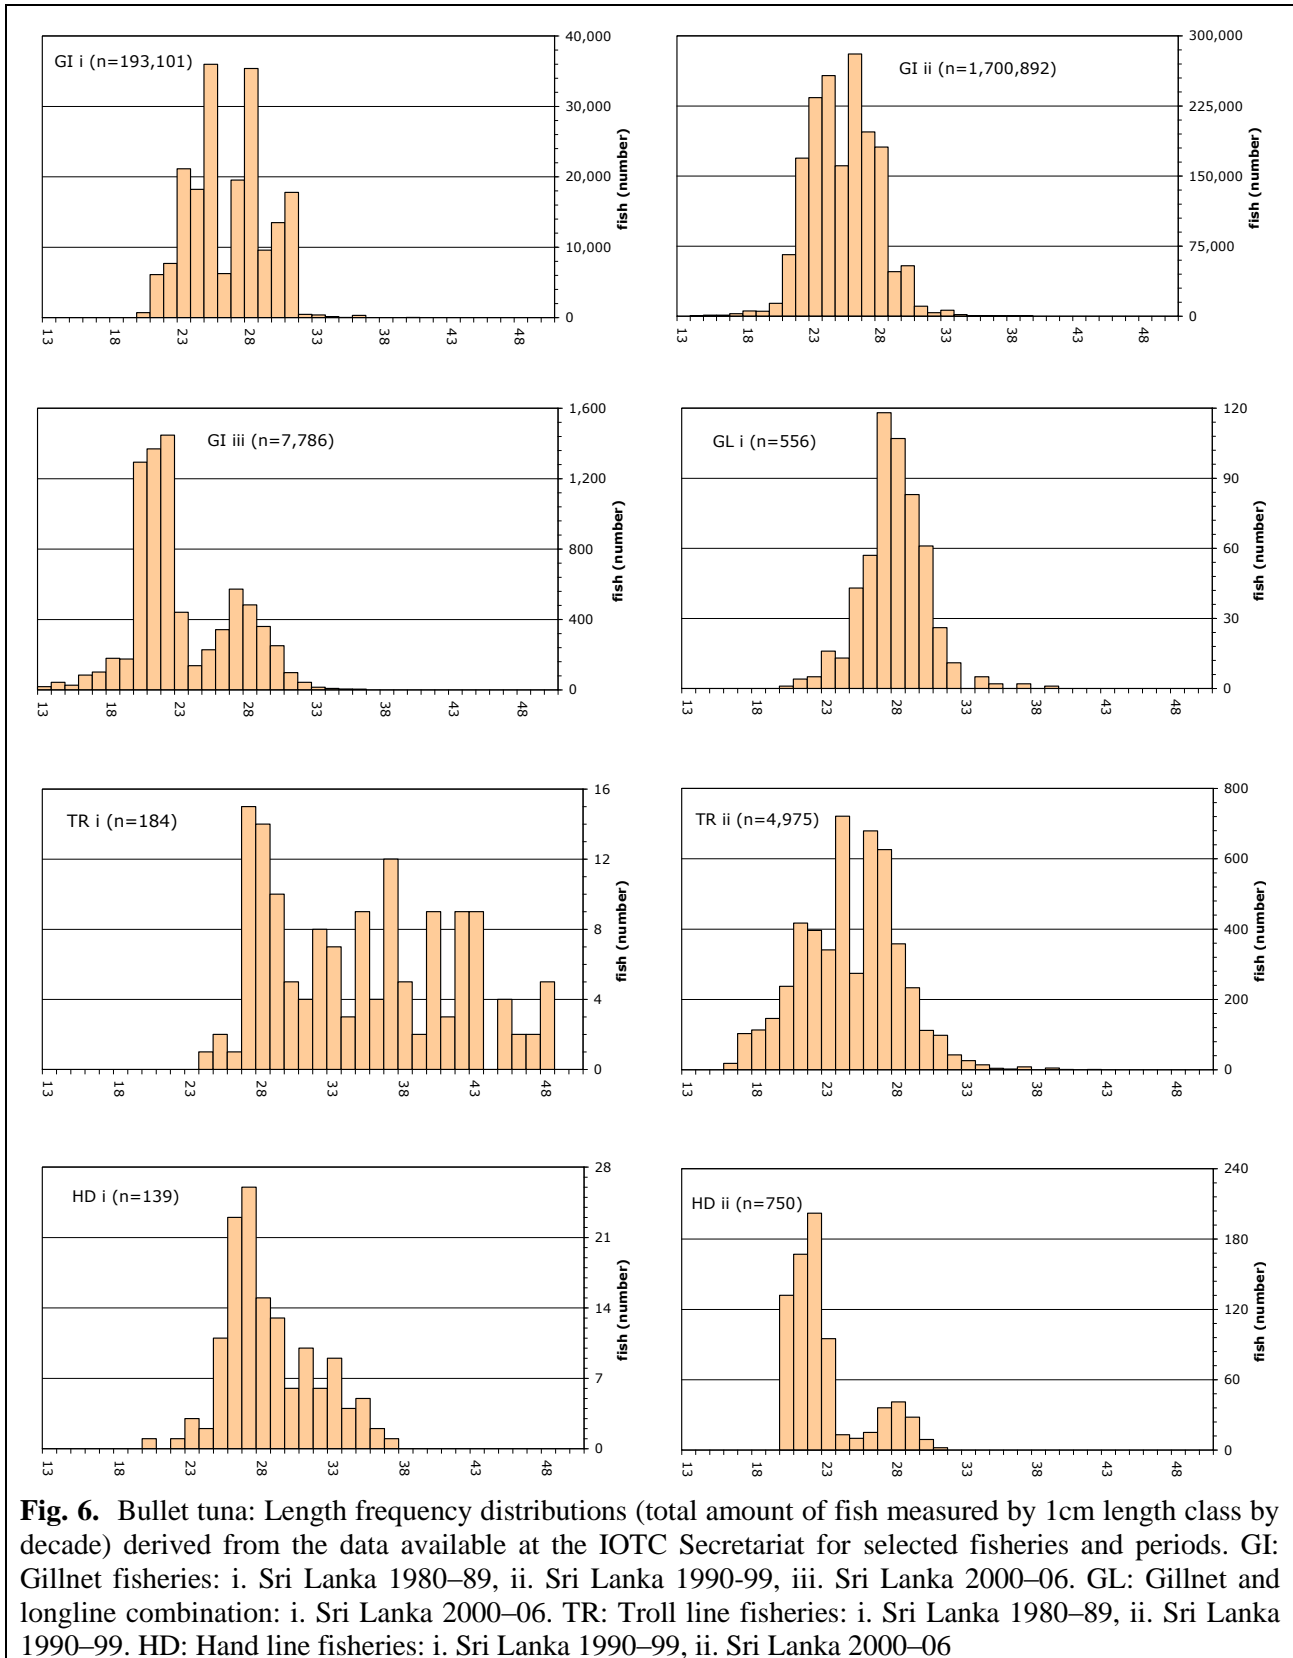 GI i (n=193,101)
40,000
30,000
20,000
10,000
0
fish (number)
13 18 23 28 33 38 43 48
GI ii (n=1,700,892)
300,000
225,000
150,000
75,000
0
fish (number)
13 18 23 28 33 38 43 48
GI iii (n=7,786)
1,600
1,200
800
400
0
fish (number)
13 18 23 28 33 38 43 48
GL i (n=556)
120
90
60
30
0
fish (number)
13 18 23 28 33 38 43 48
TR i (n=184)
16
12
8
4
0
fish (number)
13 18 23 28 33 38 43 48
TR ii (n=4,975)
800
600
400
200
0
fish (number)
13 18 23 28 33 38 43 48
HD i (n=139)
28
21
14
7
0
fish (number)
13 18 23 28 33 38 43 48
HD ii (n=750)
240
180
120
60
0
fish (number)
13 18 23 28 33 38 43 48
Fig. 6. Bullet tuna: Length frequency distributions (total amount of fish measured by 1cm length class by
decade) derived from the data available at the IOTC Secretariat for selected fisheries and periods. GI:
Gillnet fisheries: i. Sri Lanka 1980–89, ii. Sri Lanka 1990-99, iii. Sri Lanka 2000–06. GL: Gillnet and
longline combination: i. Sri Lanka 2000–06. TR: Troll line fisheries: i. Sri Lanka 1980–89, ii. Sri Lanka
1990–99. HD: Hand line fisheries: i. Sri Lanka 1990–99, ii. Sri Lanka 2000–06